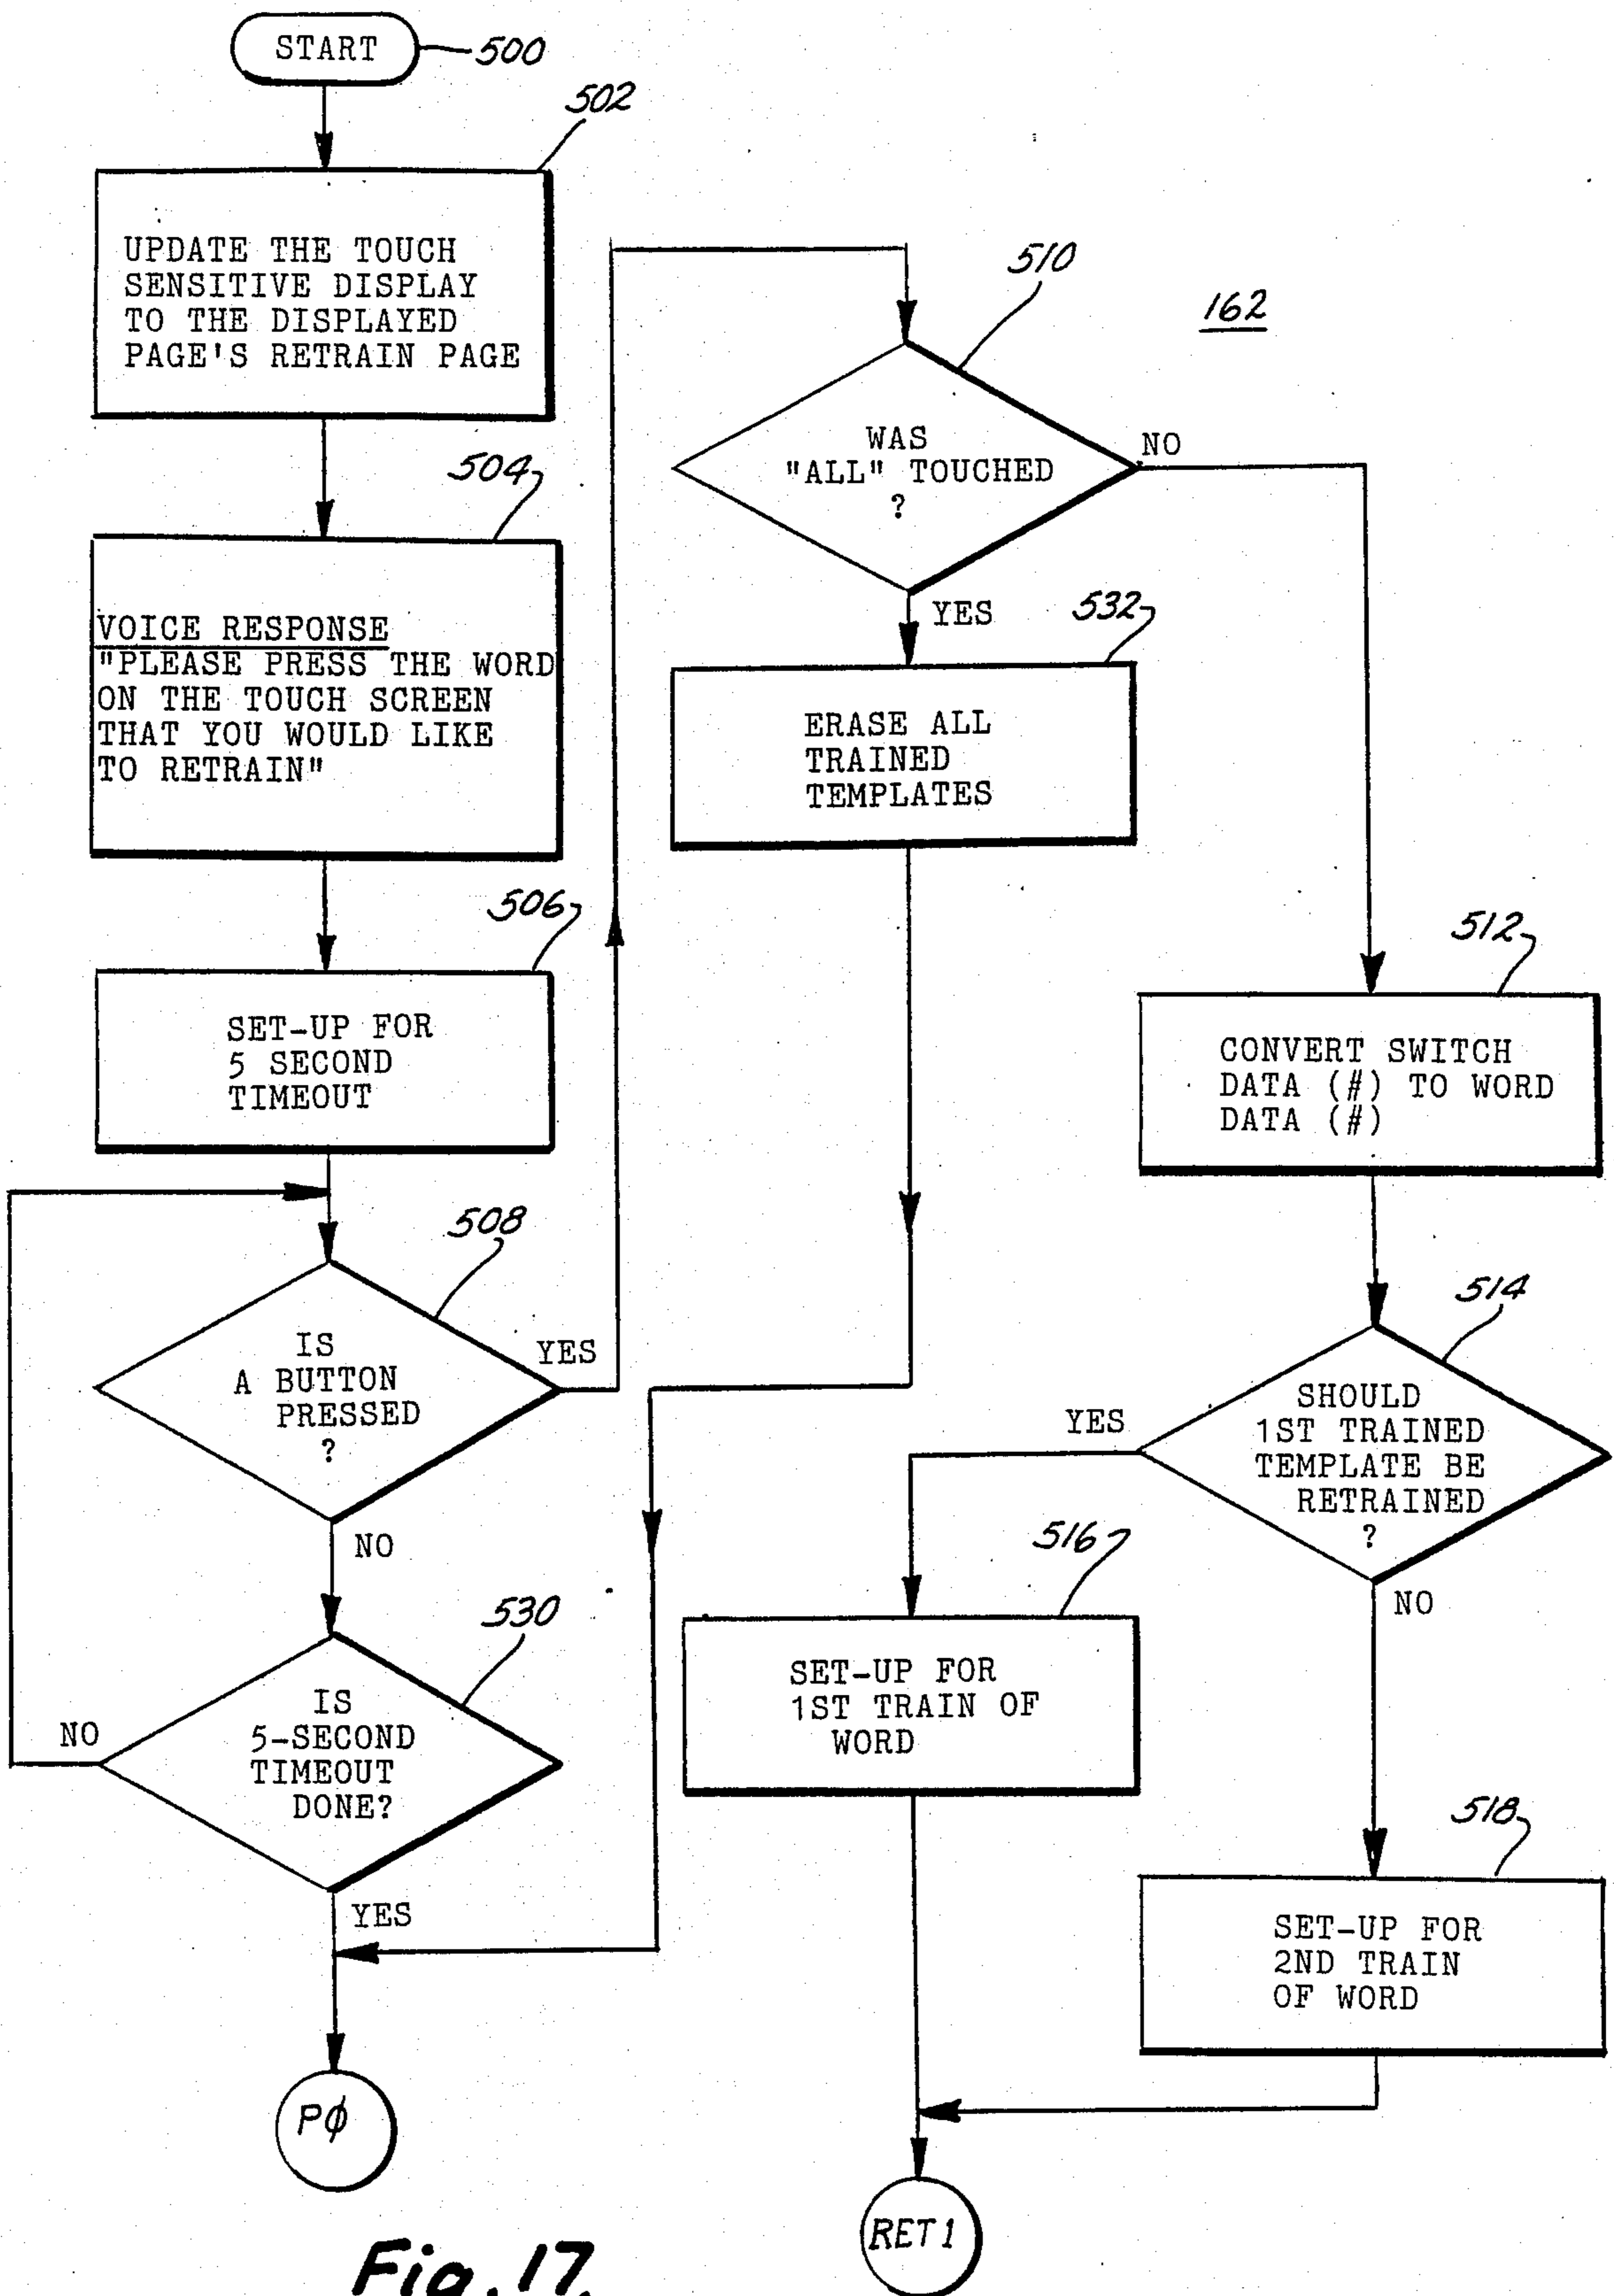 START
500
502
UPDATE THE TOUCH
SENSITIVE DISPLAY
TO THE DISPLAYED
PAGE'S RETRAIN PAGE
504
VOICE RESPONSE
"PLEASE PRESS THE WORD
ON THE TOUCH SCREEN
THAT YOU WOULD LIKE
TO RETRAIN"
506
SET-UP FOR
5 SECOND
TIMEOUT
508
IS
A BUTTON
PRESSED
?
YES
NO
530
IS
5-SECOND
TIMEOUT
DONE?
NO
YES
PØ
510
162
WAS
"ALL" TOUCHED
?
NO
YES
532
ERASE ALL
TRAINED
TEMPLATES
512
CONVERT SWITCH
DATA (#) TO WORD
DATA (#)
514
SHOULD
1ST TRAINED
TEMPLATE BE
RETRAINED
?
YES
NO
516
SET-UP FOR
1ST TRAIN OF
WORD
518
SET-UP FOR
2ND TRAIN
OF WORD
RET1
Fig. 17.